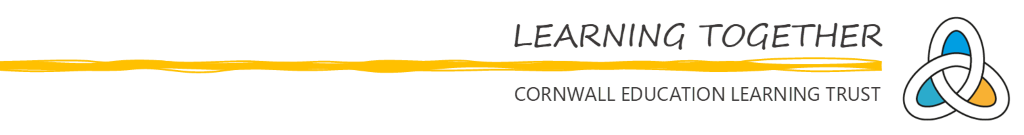 LEARNING TOGETHER
CORNWALL EDUCATION LEARNING TRUST